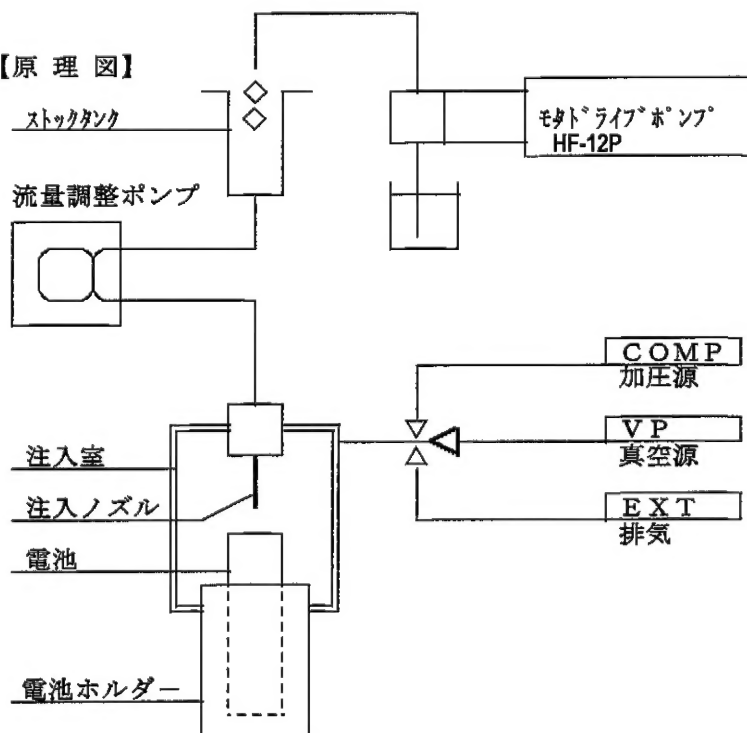 【原 理 図】
ストックタンク
モタドライブポンプ
HF-12P
流量調整ポンプ
COMP
加圧源
VP
真空源
EXT
排気
注入室
注入ノズル
電池
電池ホルダー